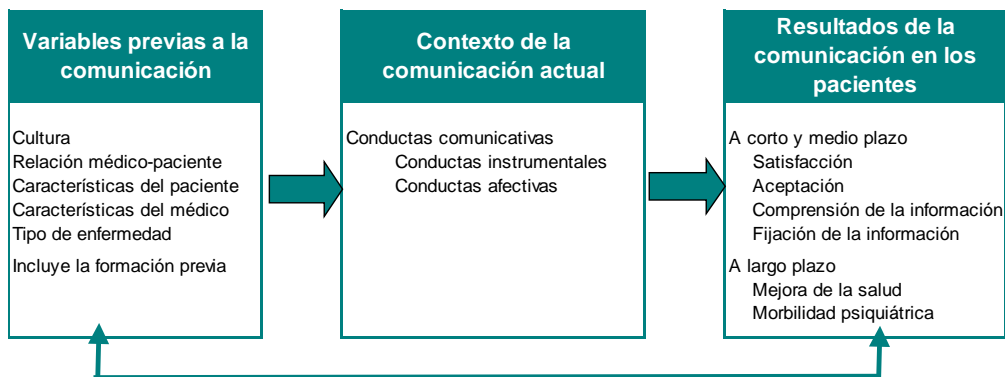 Variables previas a la
comunicación
Cultura
Relación médico-paciente
Características del paciente
Características del médico
Tipo de enfermedad
Incluye la formación previa
Contexto de la
comunicación actual
Conductas comunicativas
Conductas instrumentales
Conductas afectivas
Resultados de la
comunicación en los
pacientes
A corto y medio plazo
Satisfacción
Aceptación
Comprensión de la información
Fijación de la información
A largo plazo
Mejora de la salud
Morbilidad psiquiátrica